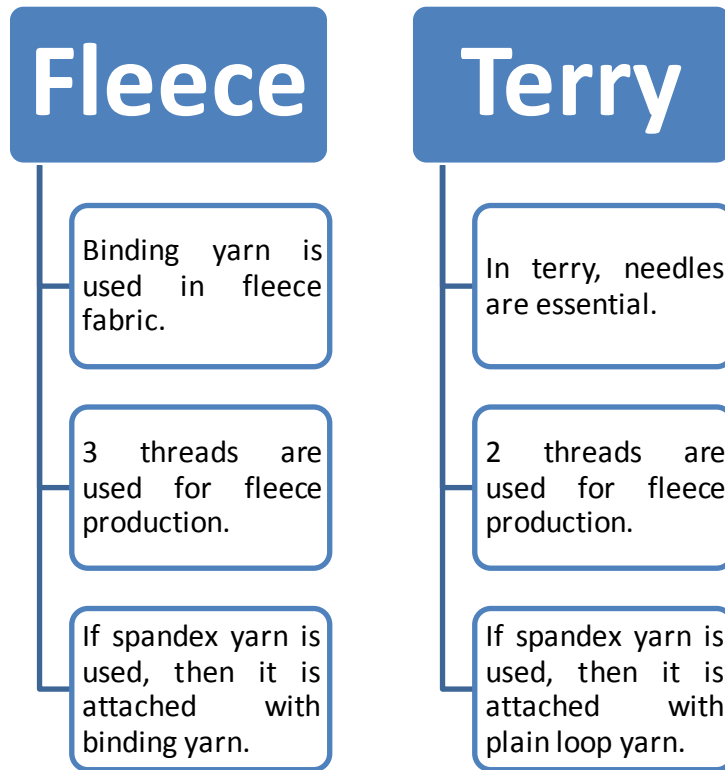 Fleece
Binding yarn is
used in fleece
fabric.
3 threads are
used for fleece
production.
If spandex yarn is
used, then it is
attached with
binding yarn.
Terry
In terry, needles
are essential.
2 threads are
used for fleece
production.
If spandex yarn is
used, then it is
attached with
plain loop yarn.